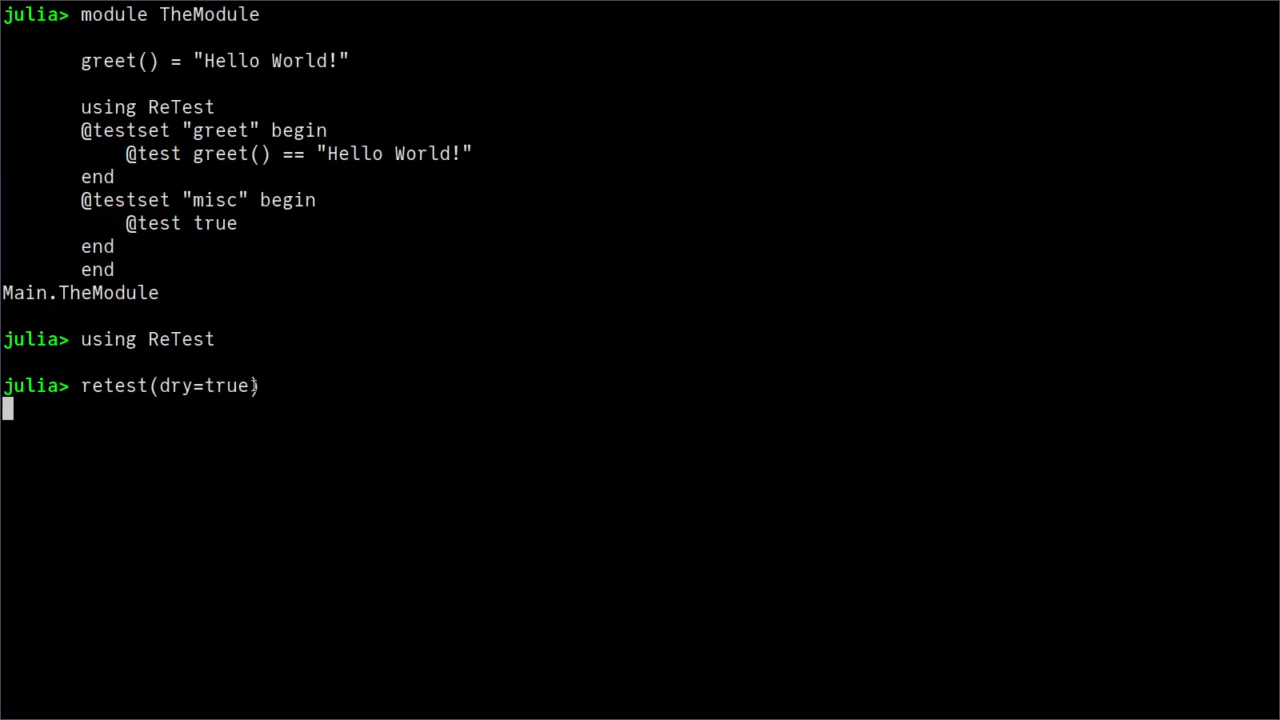 julia> module TheModule
greet() = "Hello World!"
using ReTest
@testset "greet" begin
@test greet() == "Hello World!"
end
@testset "misc" begin
@test true
end
end
Main.TheModule
julia> using ReTest
julia> retest(dry=true)